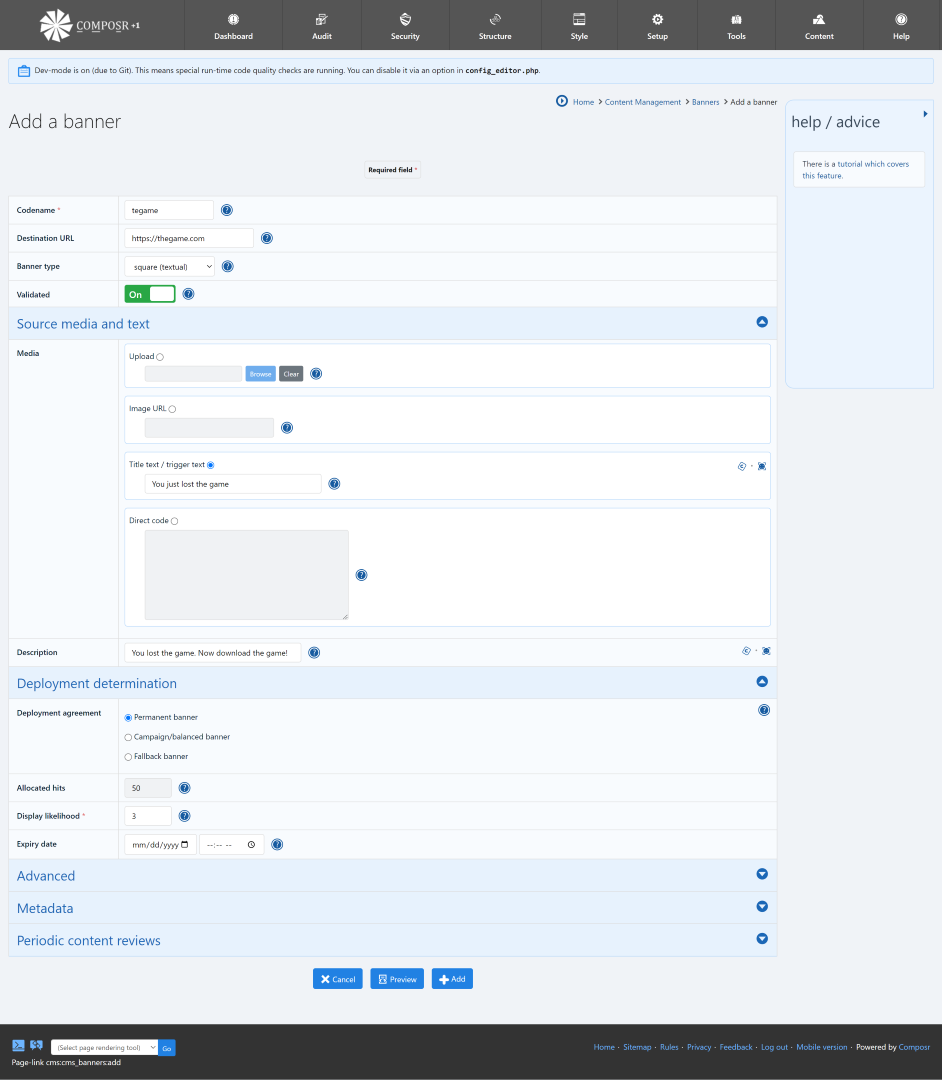 COMPOSR +1
Dashboard
Audit
Security
Structure
Style
Setup
Tools
Content
Help
Dev-mode is on (due to Git). This means special run-time code quality checks are running. You can disable it via an option in config_editor.php.
Home > Content Management > Banners > Add a banner
Add a banner
help / advice
There is a tutorial which covers
this feature.
Required field *
Codename *
tegame
Destination URL
https://thegame.com
Banner type
square (textual)
Validated
On
Source media and text
Media
Upload
Browse
Clear
Image URL
Title text / trigger text
You just lost the game
Direct code
Description
You lost the game. Now download the game!
Deployment determination
Deployment agreement
Permanent banner
Campaign/balanced banner
Fallback banner
Allocated hits
50
Display likelihood *
3
Expiry date
mm/dd/yyyy
--:-- --
Advanced
Metadata
Periodic content reviews
Cancel
Preview
Add
(Select page rendering tool)
Go
Home · Sitemap · Rules · Privacy · Feedback · Log out · Mobile version · Powered by Composr
Page-link cms:cms_banners:add